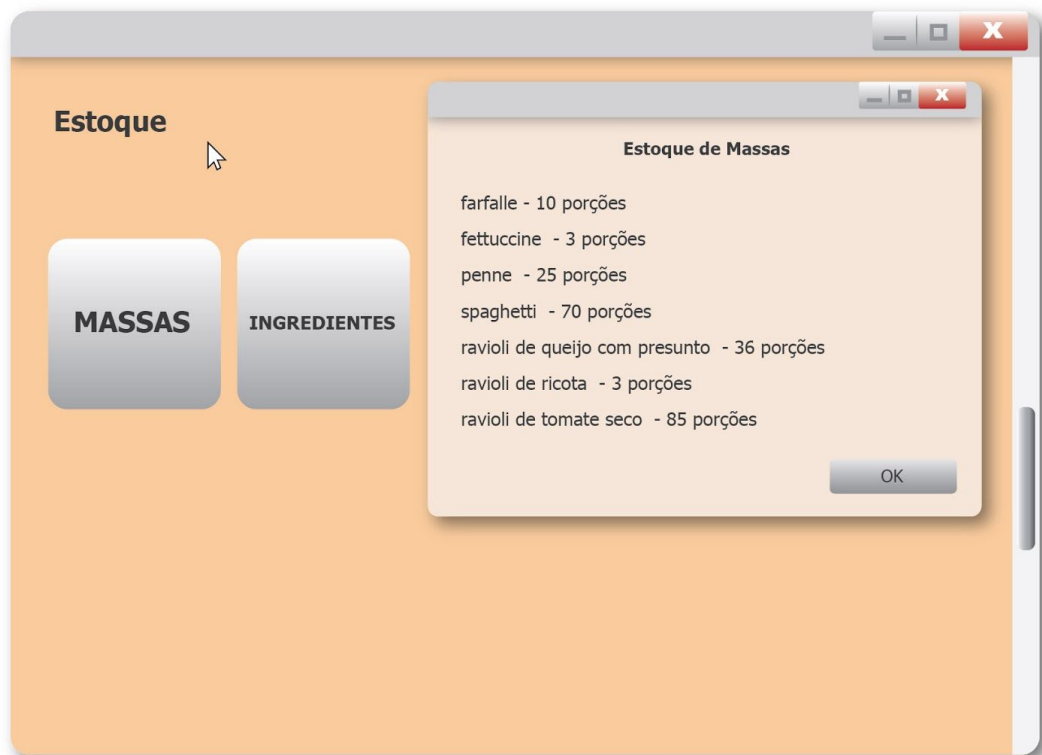 Estoque
MASSAS
INGREDIENTES
Estoque de Massas
farfalle - 10 porções
fettuccine - 3 porções
penne - 25 porções
spaghetti - 70 porções
ravioli de queijo com presunto - 36 porções
ravioli de ricota - 3 porções
ravioli de tomate seco - 85 porções
OK